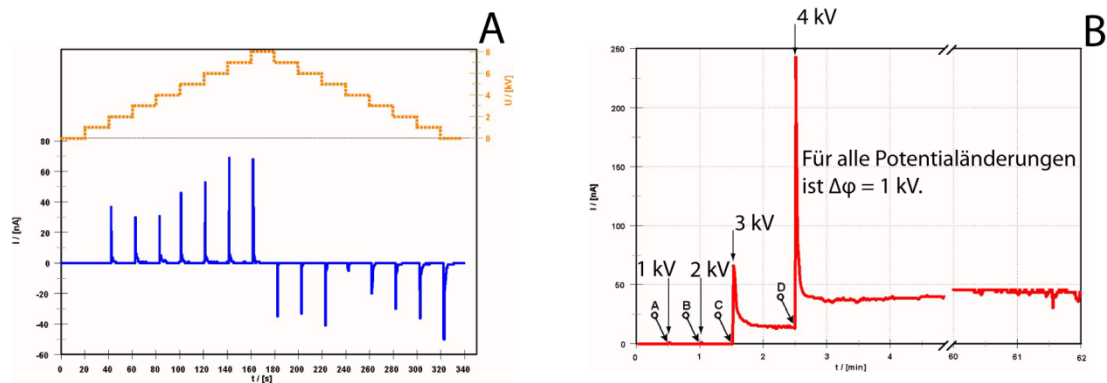 A
8
6
4
2
0
U / [kV]
80
60
40
20
0
-20
-40
-60
I / [nA]
0 20 40 60 80 100 120 140 160 180 200 220 240 260 280 300 320 340 360
t / [s]
4 kV
B
250
200
150
100
50
0
I / [nA]
Für alle Potentialänderungen
ist Δφ = 1 kV.
3 kV
1 kV 2 kV
A B C D
0 1 2 3 4 60 61 62
t / [min]